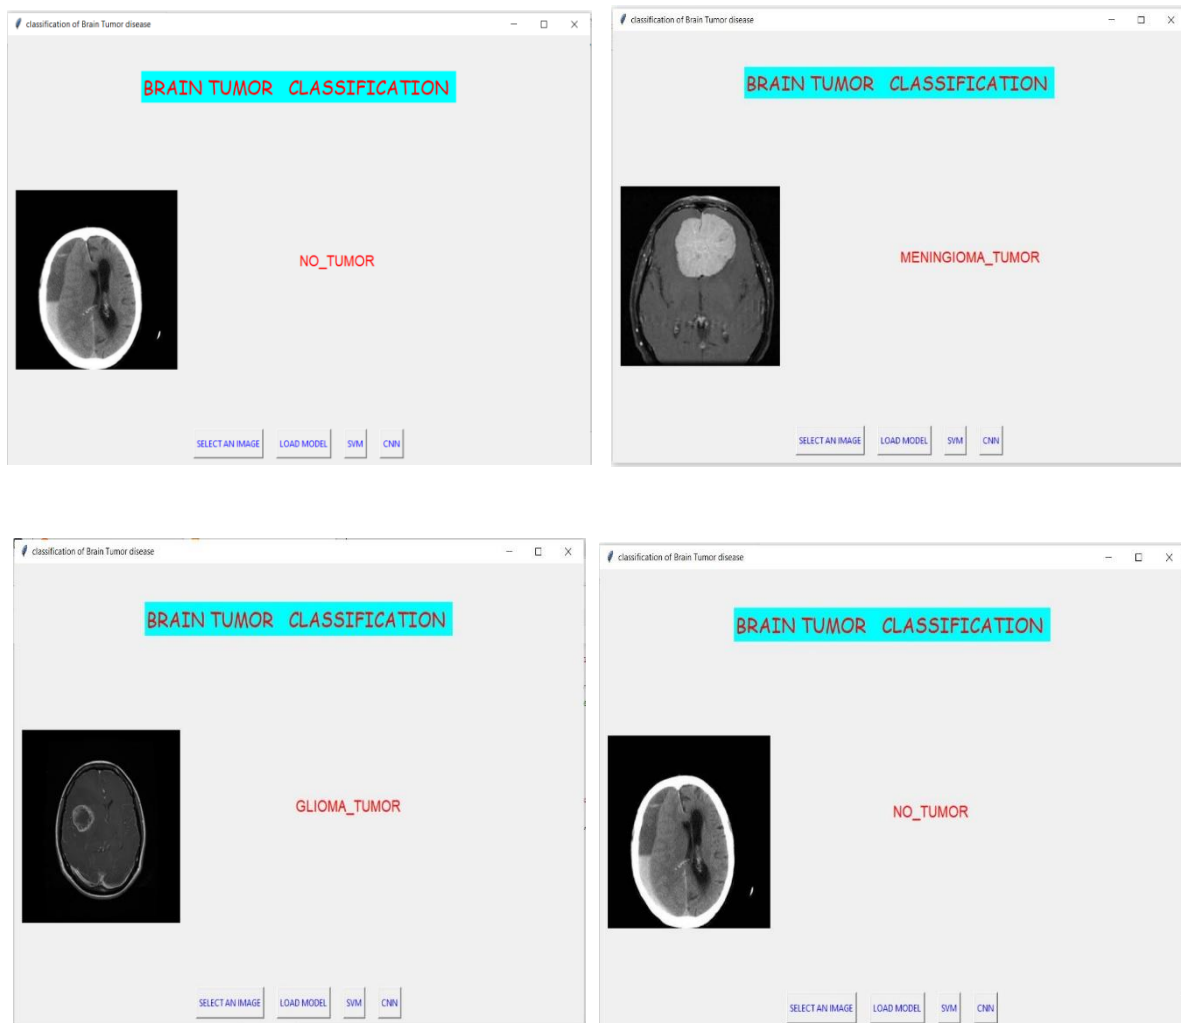 classification of Brain Tumor disease
BRAIN TUMOR CLASSIFICATION
NO_TUMOR
SELECT AN IMAGE LOAD MODEL SVM CNN
classification of Brain Tumor disease
BRAIN TUMOR CLASSIFICATION
MENINGIOMA_TUMOR
SELECT AN IMAGE LOAD MODEL SVM CNN
classification of Brain Tumor disease
BRAIN TUMOR CLASSIFICATION
GLIOMA_TUMOR
SELECT AN IMAGE LOAD MODEL SVM CNN
classification of Brain Tumor disease
BRAIN TUMOR CLASSIFICATION
NO_TUMOR
SELECT AN IMAGE LOAD MODEL SVM CNN